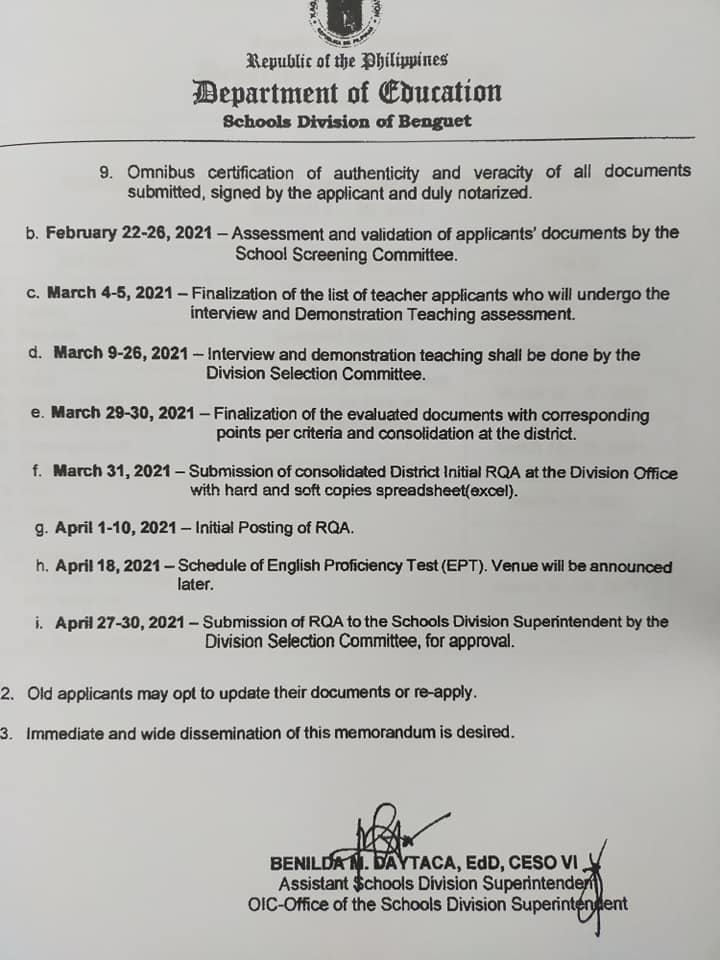 REPUBLIKA NG PILIPINAS
Republic of the Philippines
Department of Education
Schools Division of Benguet
9. Omnibus certification of authenticity and veracity of all documents
submitted, signed by the applicant and duly notarized.
b. February 22-26, 2021 – Assessment and validation of applicants' documents by the
School Screening Committee.
c. March 4-5, 2021 – Finalization of the list of teacher applicants who will undergo the
interview and Demonstration Teaching assessment.
d. March 9-26, 2021 – Interview and demonstration teaching shall be done by the
Division Selection Committee.
e. March 29-30, 2021 – Finalization of the evaluated documents with corresponding
points per criteria and consolidation at the district.
f. March 31, 2021 – Submission of consolidated District Initial RQA at the Division Office
with hard and soft copies spreadsheet(excel).
g. April 1-10, 2021 – Initial Posting of RQA.
h. April 18, 2021 – Schedule of English Proficiency Test (EPT). Venue will be announced
later.
i. April 27-30, 2021 – Submission of RQA to the Schools Division Superintendent by the
Division Selection Committee, for approval.
2. Old applicants may opt to update their documents or re-apply.
3. Immediate and wide dissemination of this memorandum is desired.
BENILDA M. DAYTACA, EdD, CESO VI
Assistant Schools Division Superintendent
OIC-Office of the Schools Division Superintendent